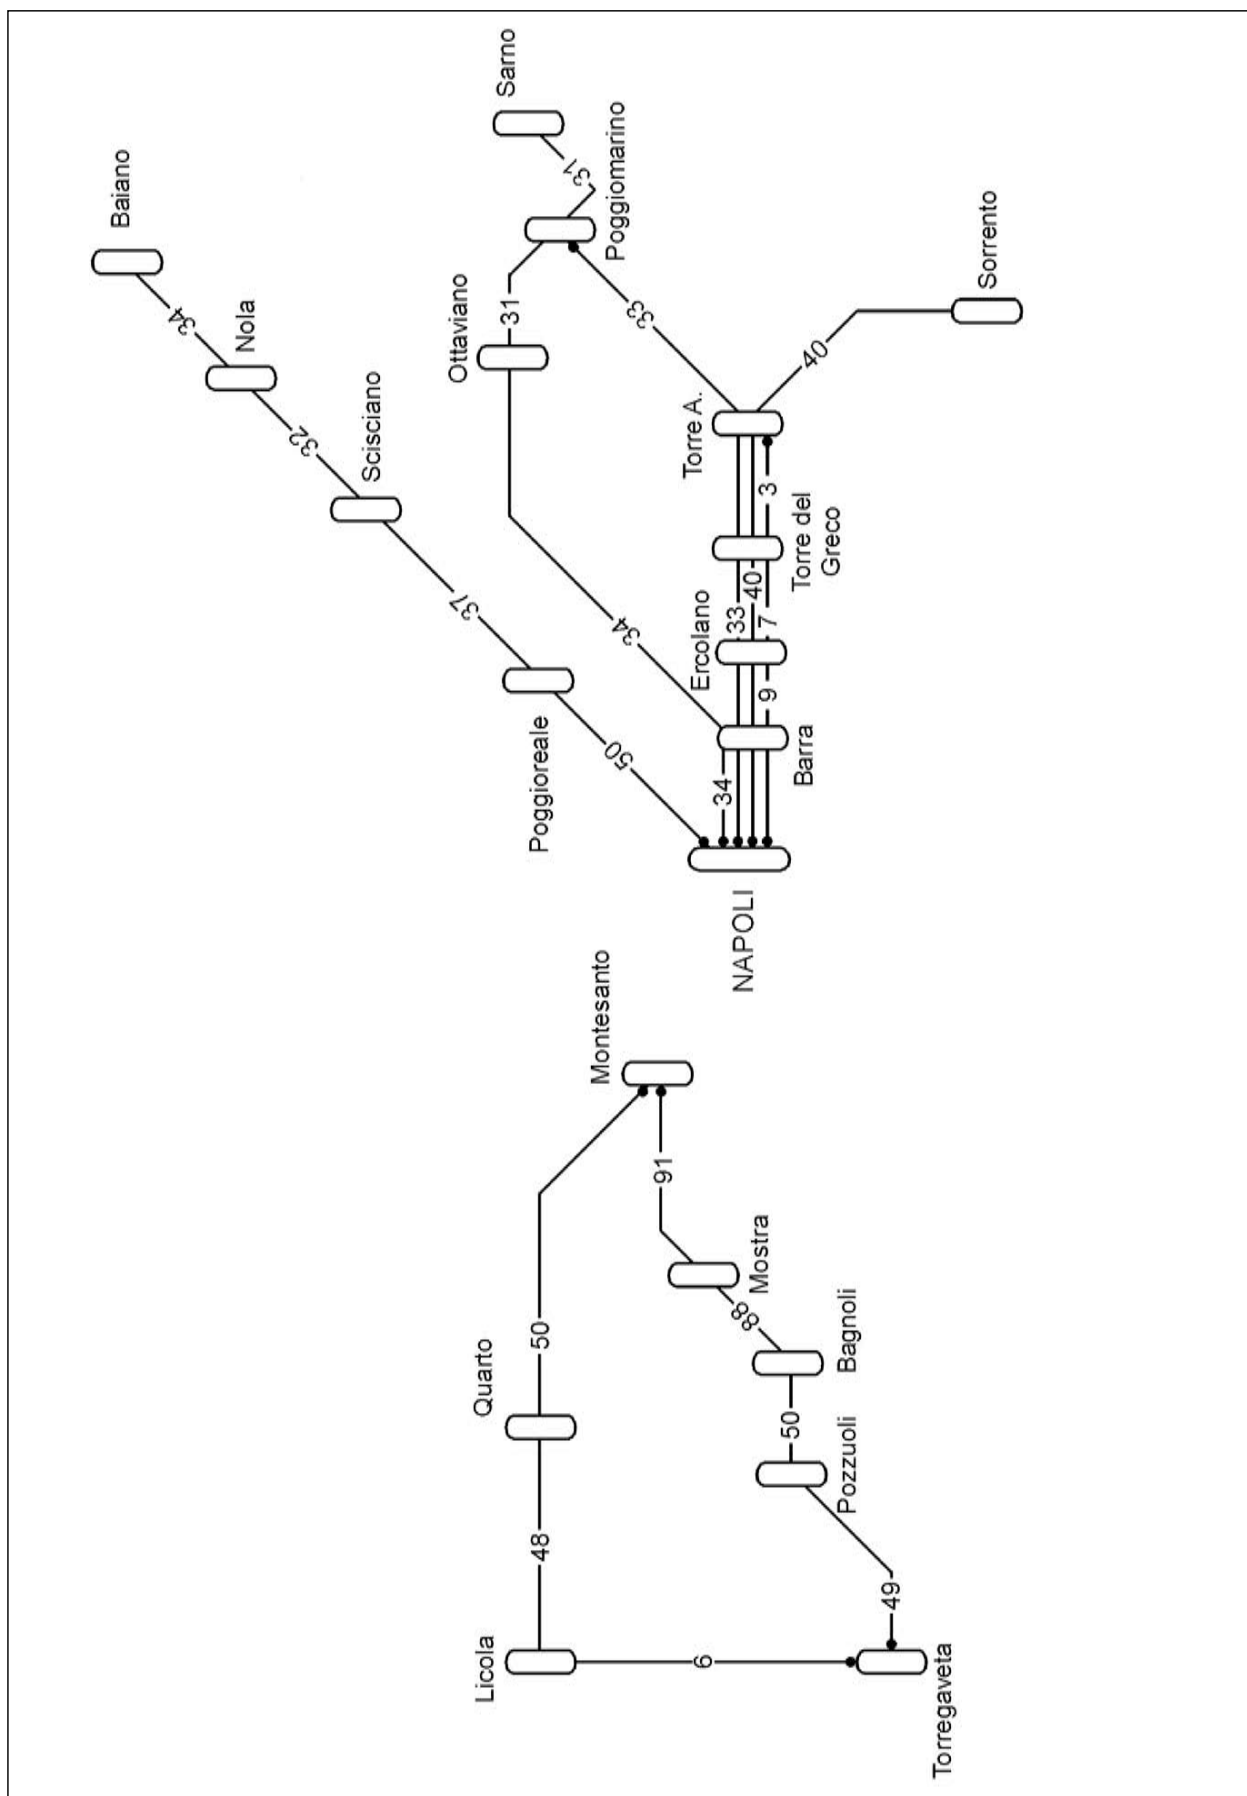 Baiano
34
Nola
32
Scisciano
Ottaviano
37
Licola
Quarto
Sarno
31
48
50
Poggioreale
31
Montesanto
Poggiomarino
50
34
33
91
Torre A.
Ercolano
6
34
33
NAPOLI
88
40
Mostra
9
7
3
50
Barra
Torre del
Greco
40
Pozzuoli
Bagnoli
49
Torregaveta
Sorrento